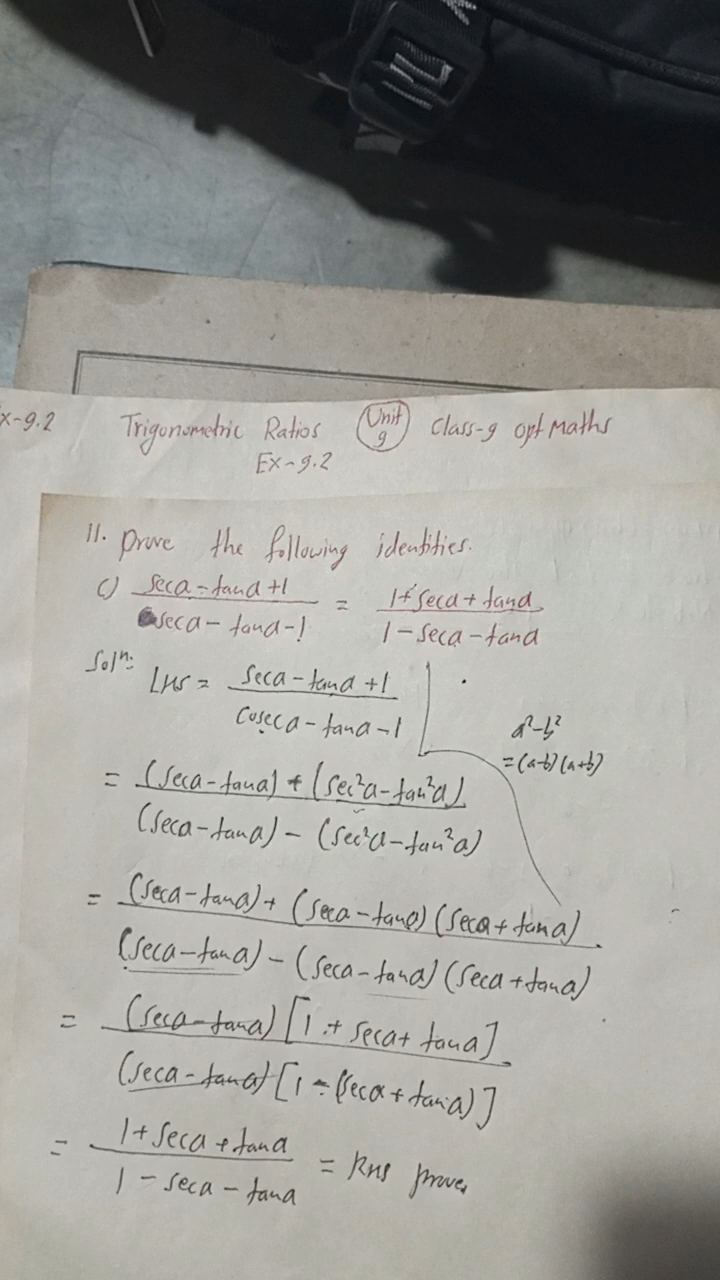 x-9.2 Trigonometric Ratios Unit 9 Class-9 opt Maths
Ex-9.2
11. prove the following identities.
c) (seca-tana+1)/(seca-tana-1) = (1+seca+tana)/(1-seca-tana)
Solⁿ: LHS = (seca-tana+1)/(coseca-tana-1)
a²-b²
=(a-b)(a+b)
= ((seca-tana)+(sec²a-tan²a))/((seca-tana)-(sec²a-tan²a))
= ((seca-tana)+(seca-tana)(seca+tana))/((seca-tana)-(seca-tana)(seca+tana))
= ((seca-tana)[1+seca+tana])/((seca-tana)[1-(seca+tana)])
= (1+seca+tana)/(1-seca-tana) = RHS prove